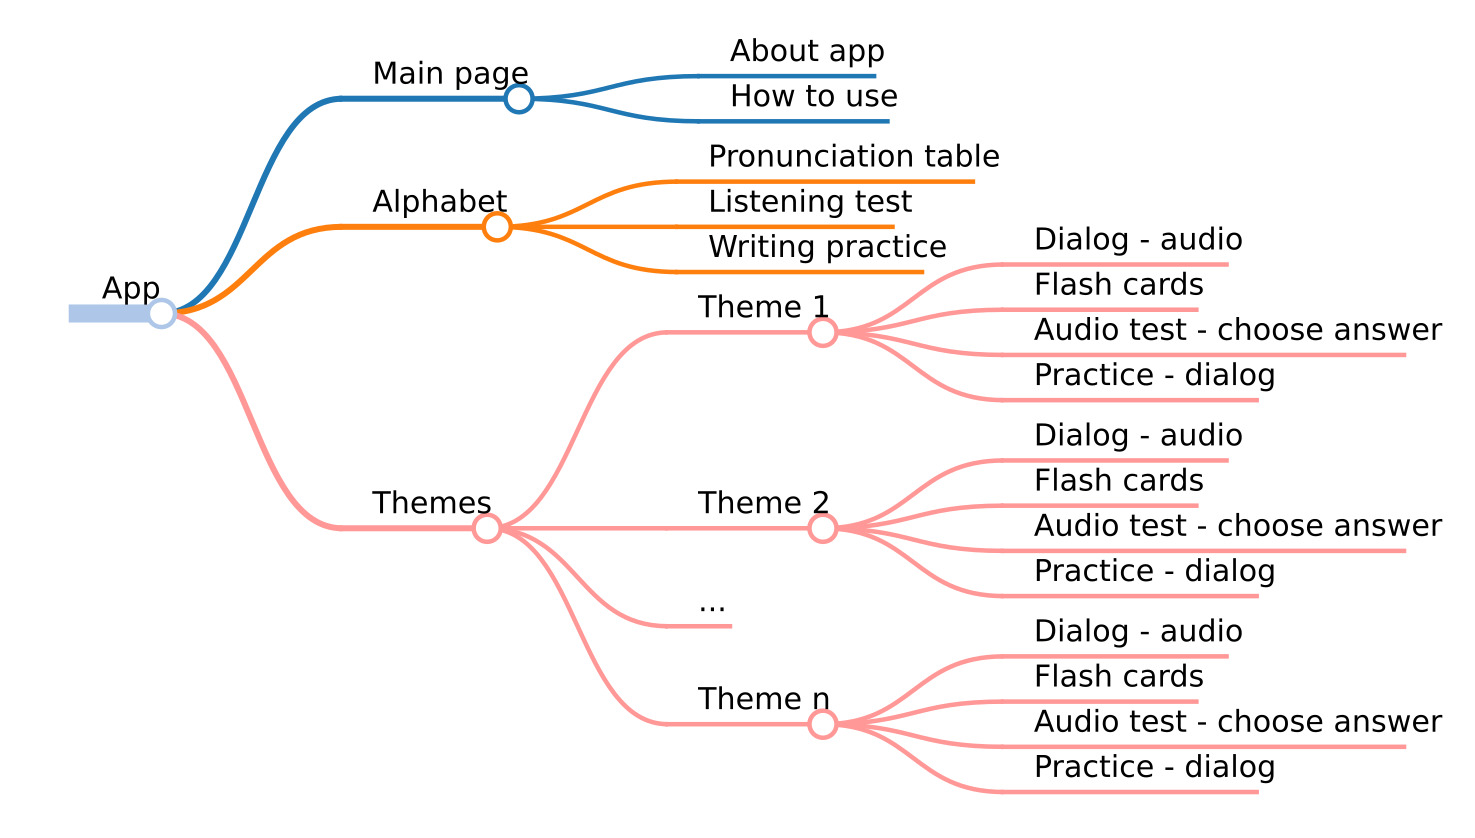 App
Main page
About app
How to use
Alphabet
Pronunciation table
Listening test
Writing practice
Themes
Theme 1
Dialog - audio
Flash cards
Audio test - choose answer
Practice - dialog
Theme 2
Dialog - audio
Flash cards
Audio test - choose answer
Practice - dialog
...
Theme n
Dialog - audio
Flash cards
Audio test - choose answer
Practice - dialog